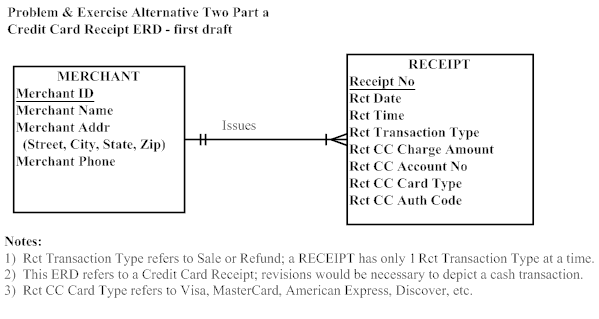 Problem & Exercise Alternative Two Part a
Credit Card Receipt ERD - first draft
MERCHANT
Merchant ID
Merchant Name
Merchant Addr
(Street, City, State, Zip)
Merchant Phone
Issues
RECEIPT
Receipt No
Rct Date
Rct Time
Rct Transaction Type
Rct CC Charge Amount
Rct CC Account No
Rct CC Card Type
Rct CC Auth Code
Notes:
1) Rct Transaction Type refers to Sale or Refund; a RECEIPT has only 1 Rct Transaction Type at a time.
2) This ERD refers to a Credit Card Receipt; revisions would be necessary to depict a cash transaction.
3) Rct CC Card Type refers to Visa, MasterCard, American Express, Discover, etc.